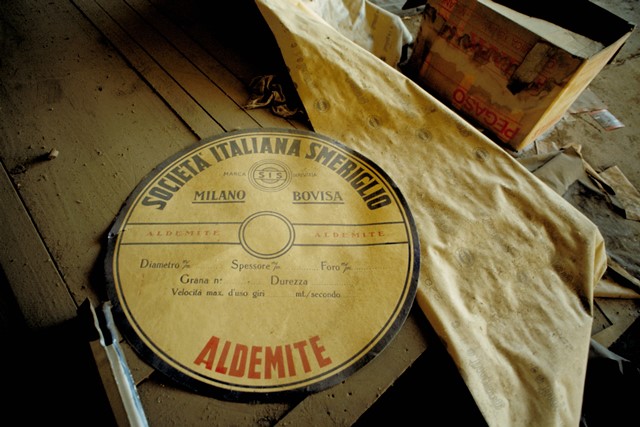 SOCIETÀ ITALIANA SMERIGLIO
MARCA
SIS
MILANO BOVISA
ALDEMITE ALDEMITE
Diametro m/m Spessore m/m Foro m/m
Grana n° Durezza
Velocità max. d'uso giri mt./secondo
ALDEMITE
PEGASO